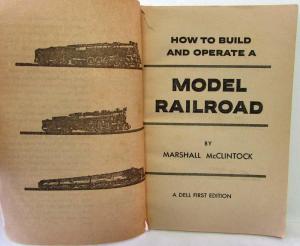 HOW TO BUILD
AND OPERATE A
MODEL
RAILROAD
BY
MARSHALL McCLINTOCK
A DELL FIRST EDITION